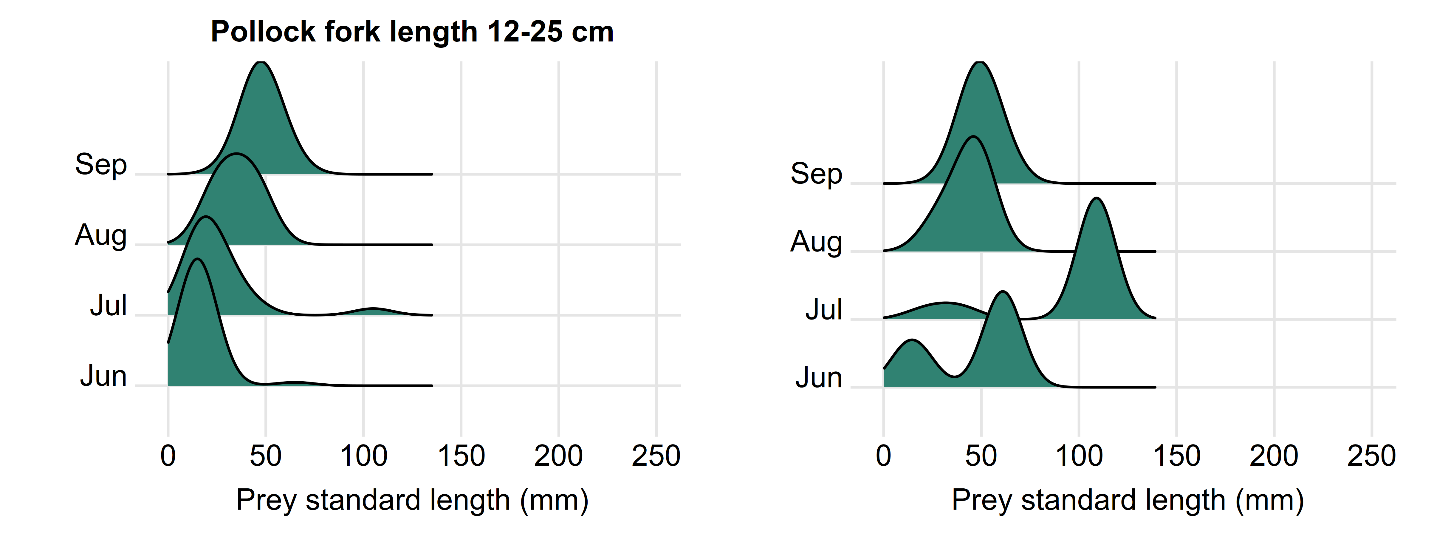 Pollock fork length 12-25 cm
Sep
Aug
Jul
Jun
0 50 100 150 200 250
Prey standard length (mm)
Sep
Aug
Jul
Jun
0 50 100 150 200 250
Prey standard length (mm)